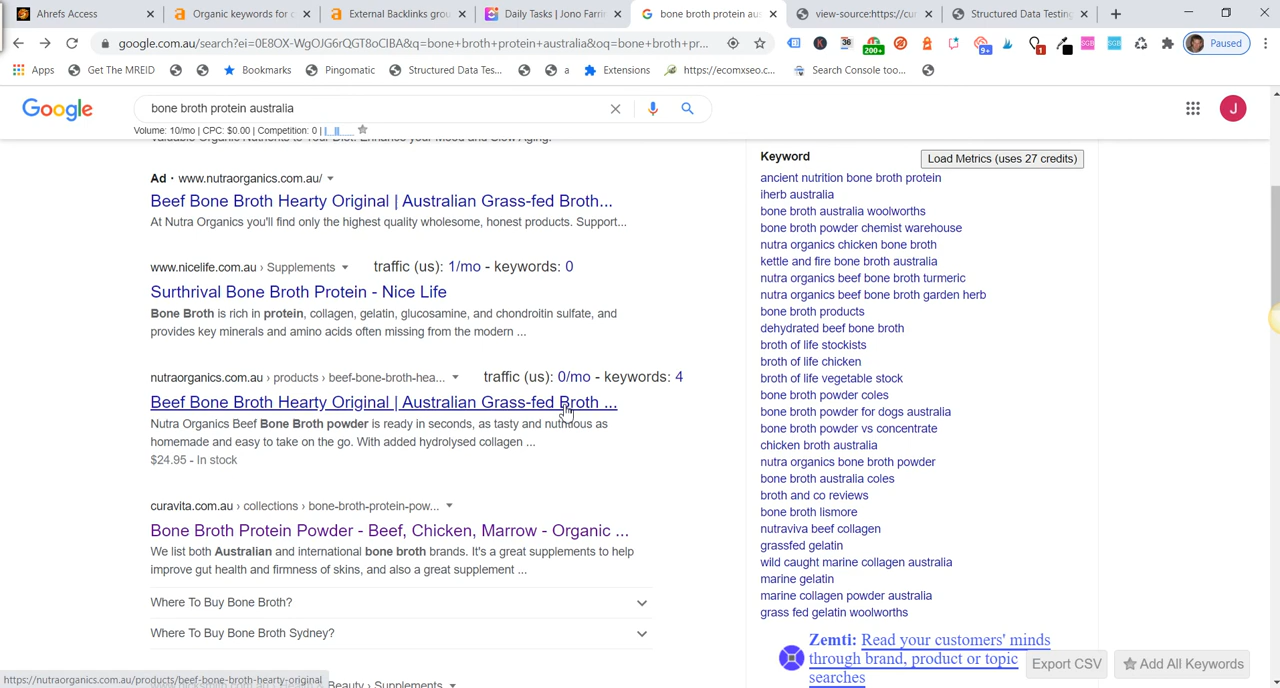 Ahrefs Access
Organic keywords for c
External Backlinks grou
Daily Tasks | Jono Farri
bone broth protein aus
view-source:https://cur
Structured Data Testing
google.com.au/search?ei=0E8OX-WgOJG6rQGT8oCIBA&q=bone+broth+protein+australia&oq=bone+broth+pr...
36
200+
9+
1
Paused
Apps
Get The MREID
Bookmarks
Pingomatic
Structured Data Tes...
a
Extensions
https://ecomxseo.c...
Search Console too...
Google
bone broth protein australia
J
Volume: 10/mo | CPC: $0.00 | Competition: 0 |
Valuable Organic Nutrients to Your Diet. Enhance your Mood and Slow Aging.
Ad · www.nutraorganics.com.au/
Beef Bone Broth Hearty Original | Australian Grass-fed Broth...
At Nutra Organics you'll find only the highest quality wholesome, honest products. Support...
www.nicelife.com.au › Supplements
traffic (us): 1/mo - keywords: 0
Surthrival Bone Broth Protein - Nice Life
Bone Broth is rich in protein, collagen, gelatin, glucosamine, and chondroitin sulfate, and
provides key minerals and amino acids often missing from the modern ...
nutraorganics.com.au › products › beef-bone-broth-hea...
traffic (us): 0/mo - keywords: 4
Beef Bone Broth Hearty Original | Australian Grass-fed Broth ...
Nutra Organics Beef Bone Broth powder is ready in seconds, as tasty and nutritious as
homemade and easy to take on the go. With added hydrolysed collagen ...
$24.95 - In stock
curavita.com.au › collections › bone-broth-protein-pow...
Bone Broth Protein Powder - Beef, Chicken, Marrow - Organic ...
We list both Australian and international bone broth brands. It's a great supplements to help
improve gut health and firmness of skins, and also a great supplement ...
Where To Buy Bone Broth?
Where To Buy Bone Broth Sydney?
Beauty › Supplements
https://nutraorganics.com.au/products/beef-bone-broth-hearty-original
Keyword
Load Metrics (uses 27 credits)
ancient nutrition bone broth protein
iherb australia
bone broth australia woolworths
bone broth powder chemist warehouse
nutra organics chicken bone broth
kettle and fire bone broth australia
nutra organics beef bone broth turmeric
nutra organics beef bone broth garden herb
bone broth products
dehydrated beef bone broth
broth of life stockists
broth of life chicken
broth of life vegetable stock
bone broth powder coles
bone broth powder for dogs australia
bone broth powder vs concentrate
chicken broth australia
nutra organics bone broth powder
bone broth australia coles
broth and co reviews
bone broth lismore
nutraviva beef collagen
grassfed gelatin
wild caught marine collagen australia
marine gelatin
marine collagen powder australia
grass fed gelatin woolworths
Zemti: Read your customers' minds
through brand, product or topic
searches
Export CSV
Add All Keywords